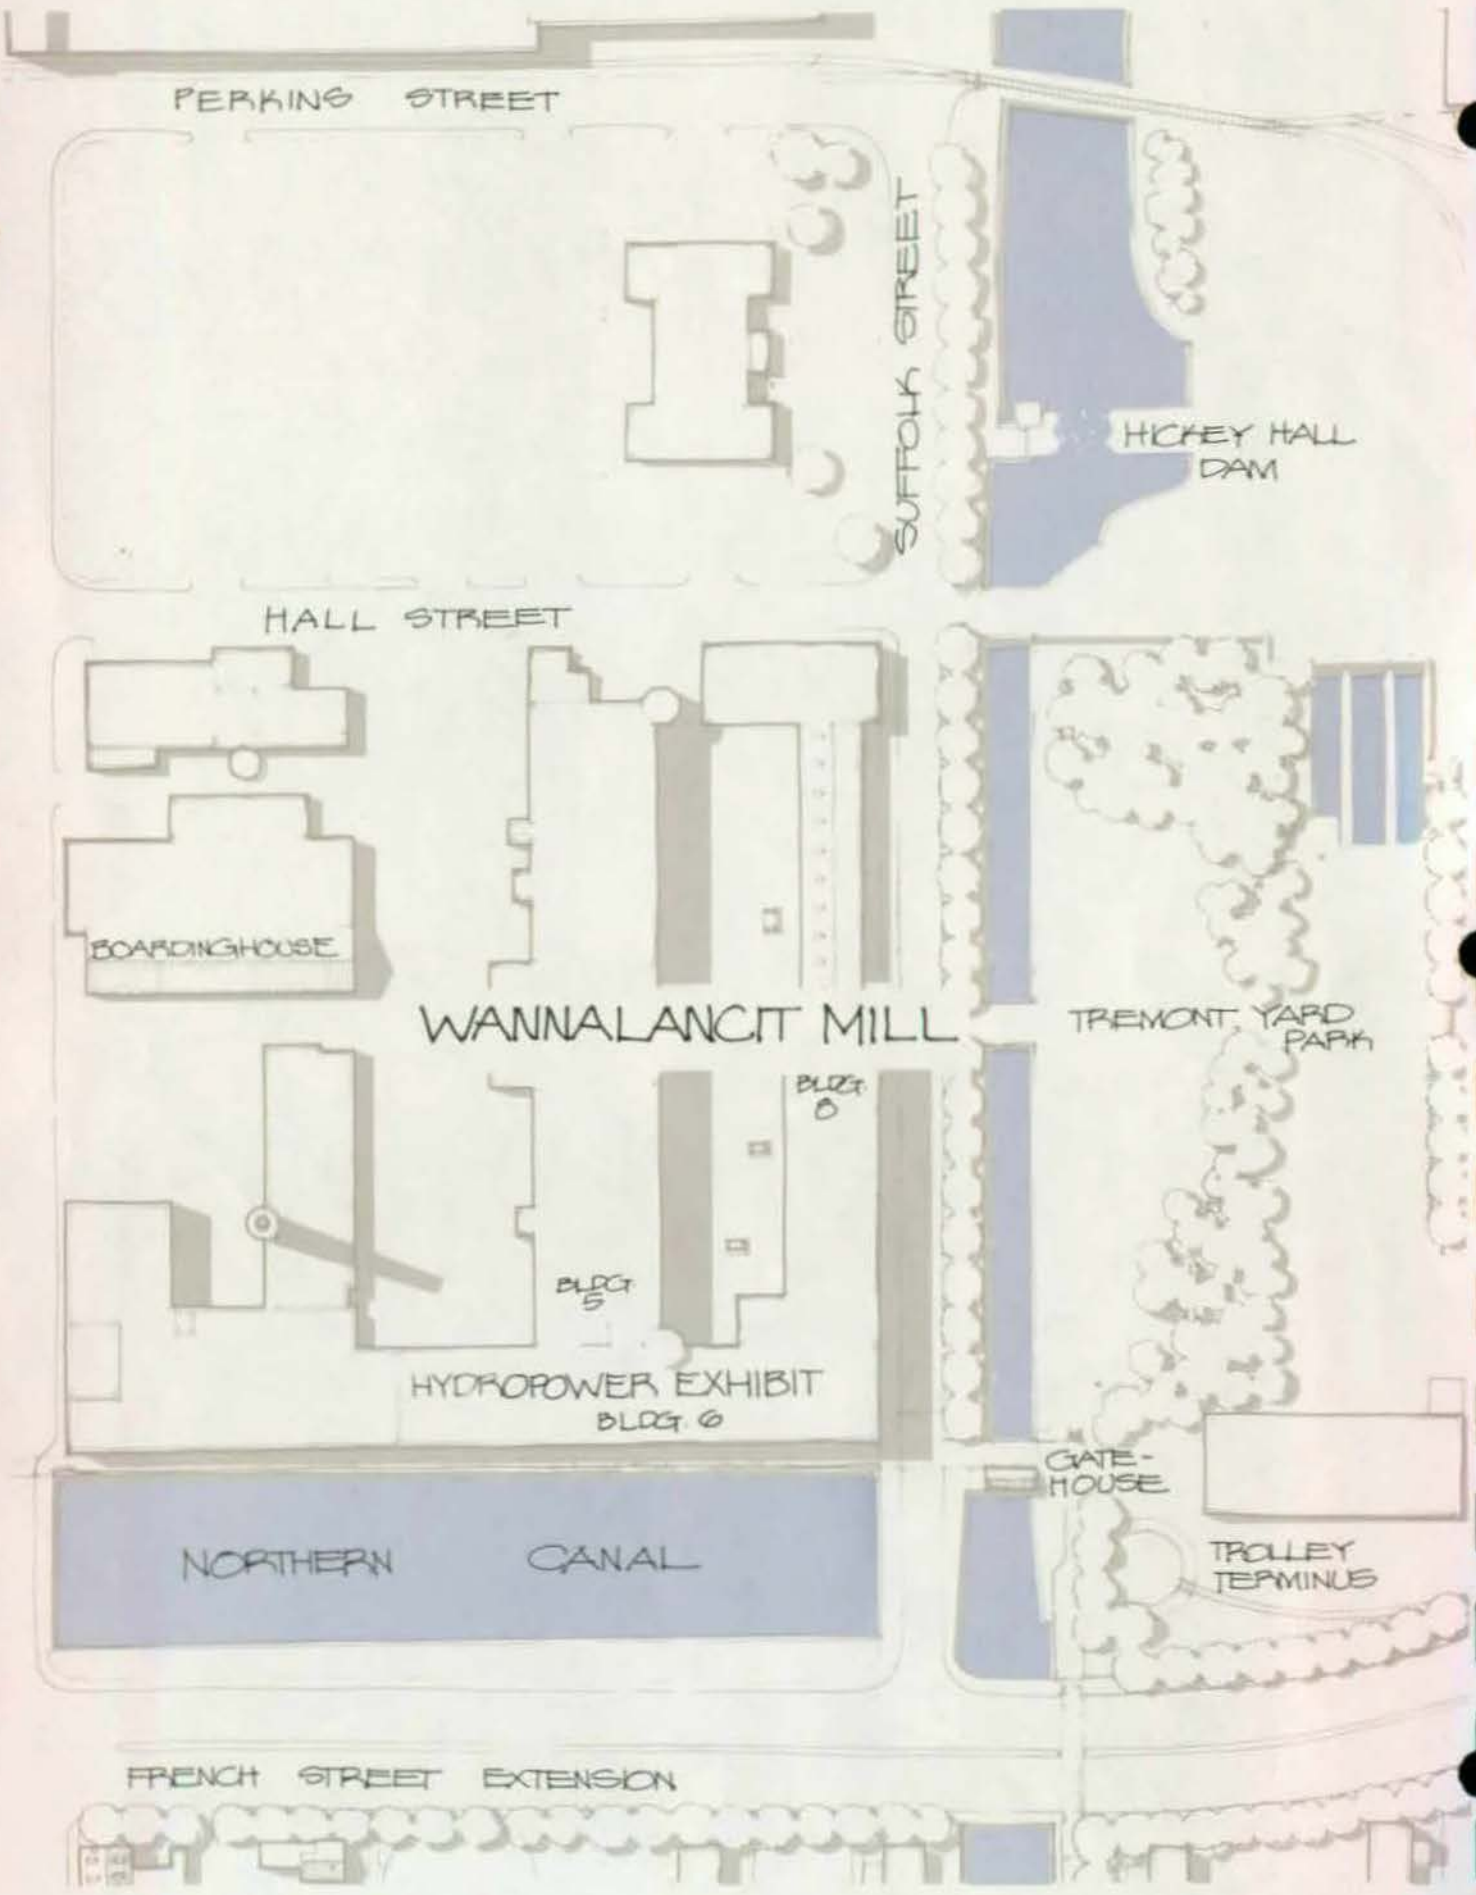 PERKINS STREET
SUFFOLK STREET
HICKEY HALL
DAM
HALL STREET
BOARDINGHOUSE
WANNALANCIT MILL
TREMONT YARD
PARK
BLDG.
8
BLDG
5
HYDROPOWER EXHIBIT
BLDG. 6
GATE-
HOUSE
NORTHERN CANAL
TROLLEY
TERMINUS
FRENCH STREET EXTENSION